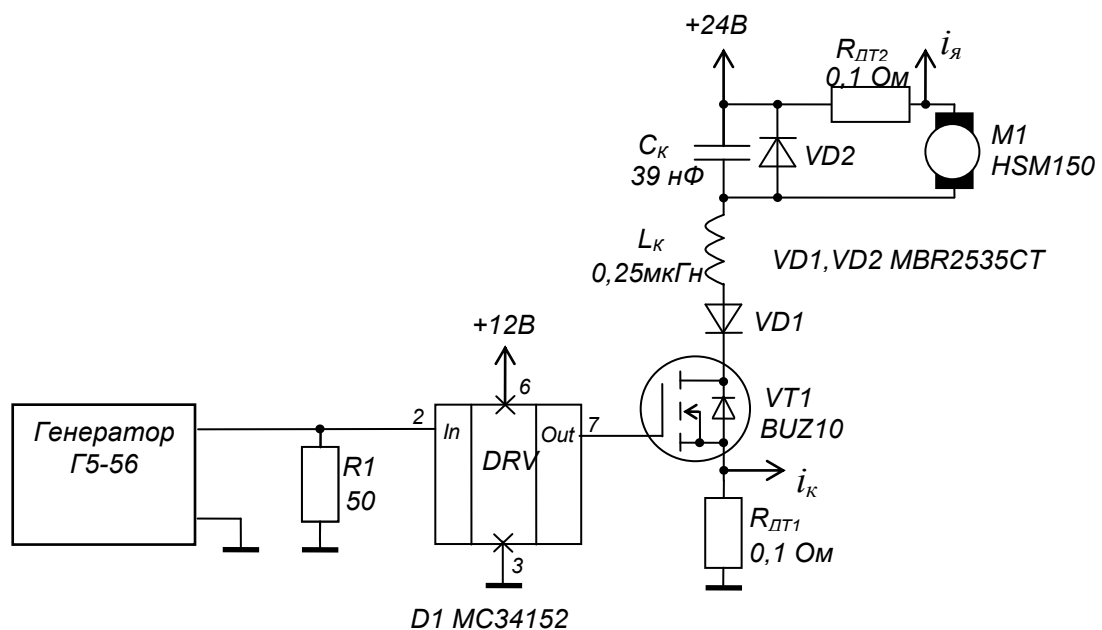 +24В
R_ДТ2
0,1 Ом
i_я
C_К
39 нФ
VD2
M1
HSM150
L_К
0,25мкГн
VD1,VD2 MBR2535CT
VD1
+12В
6
2
In
Out
7
DRV
VT1
BUZ10
Генератор
Г5-56
R1
50
i_к
R_ДТ1
0,1 Ом
3
D1 MC34152